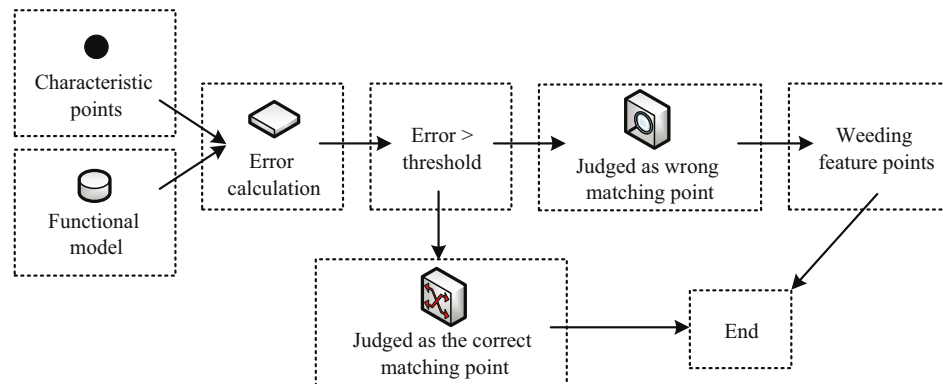 Characteristic
points
Functional
model
Error
calculation
Error >
threshold
Judged as wrong
matching point
Weeding
feature points
Judged as the correct
matching point
End